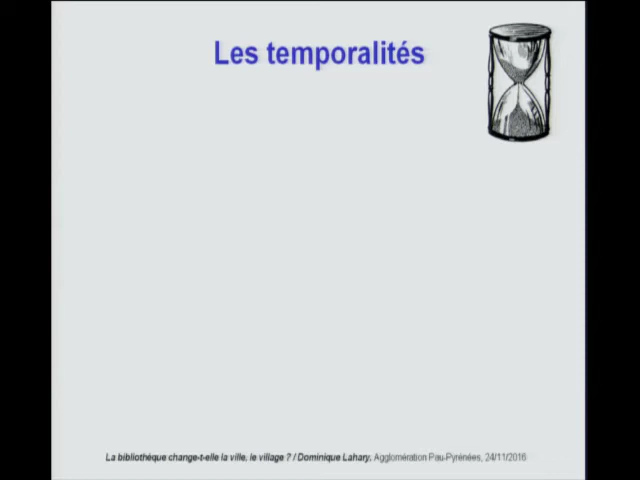 Les temporalités
La bibliothèque change-t-elle la ville, le village ? / Dominique Lahary, Agglomération Pau-Pyrénées, 24/11/2016